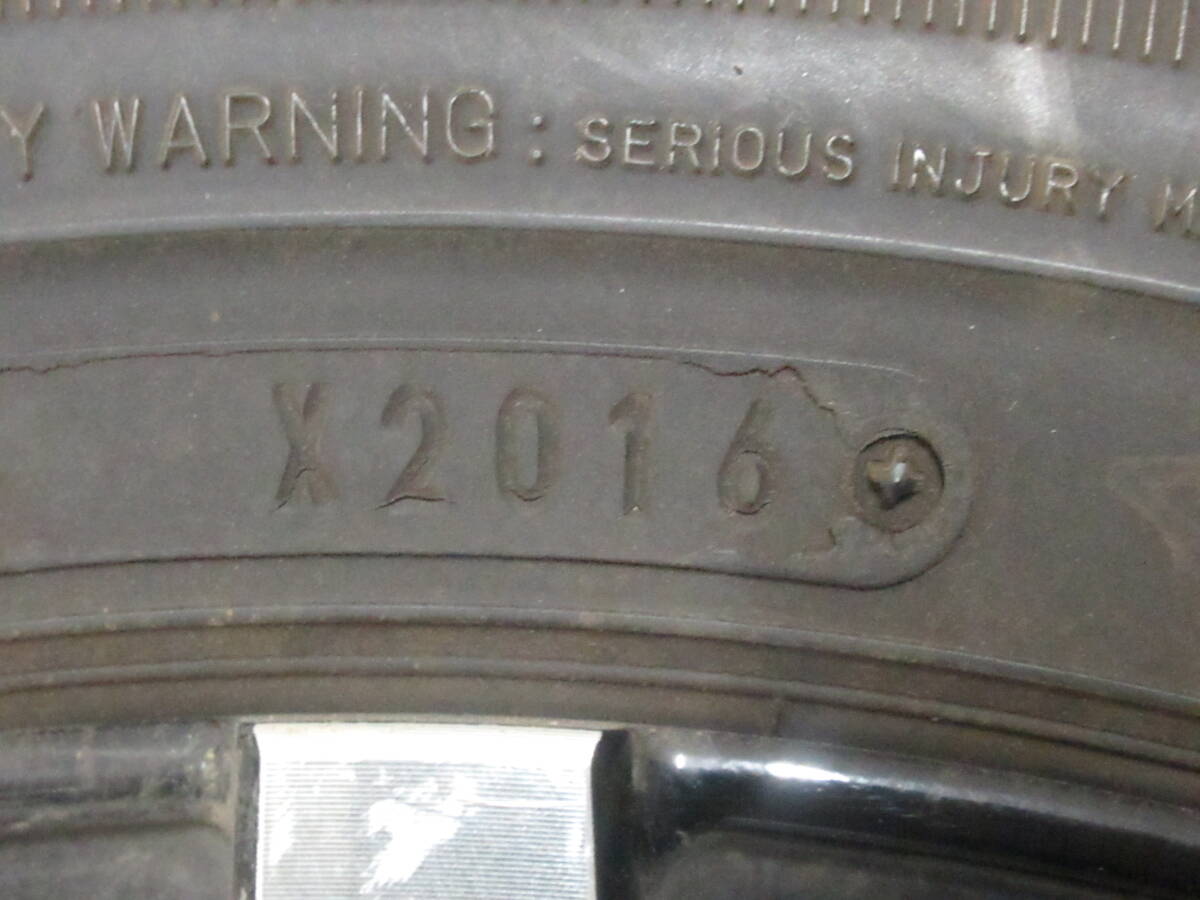 Y WARNING: SERIOUS INJURY M
X2016